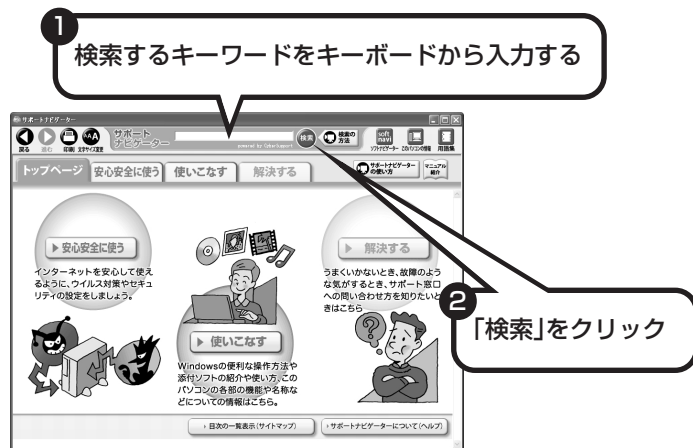 1
検索するキーワードをキーボードから入力する
サポートナビゲーター
戻る 進む 印刷 文字サイズ変更
サポート
ナビゲーター
powered by CyberSupport
検索
検索の
方法
soft
navi
ソフトナビゲーター このパソコンの情報 用語集
トップページ 安心安全に使う 使いこなす 解決する
サポートナビゲーター
の使い方
マニュアル
紹介
安心安全に使う
インターネットを安心して使え
るように、ウイルス対策やセキュ
リティの設定をしましょう。
使いこなす
Windowsの便利な操作方法や
添付ソフトの紹介や使い方、この
パソコンの各部の機能や名称な
どについての情報はこちら。
解決する
うまくいかないとき、故障のよう
な気がするとき、サポート窓口
への問い合わせ方を知りたいと
きはこちら
2
「検索」をクリック
目次の一覧表示(サイトマップ)
サポートナビゲーターについて(ヘルプ)